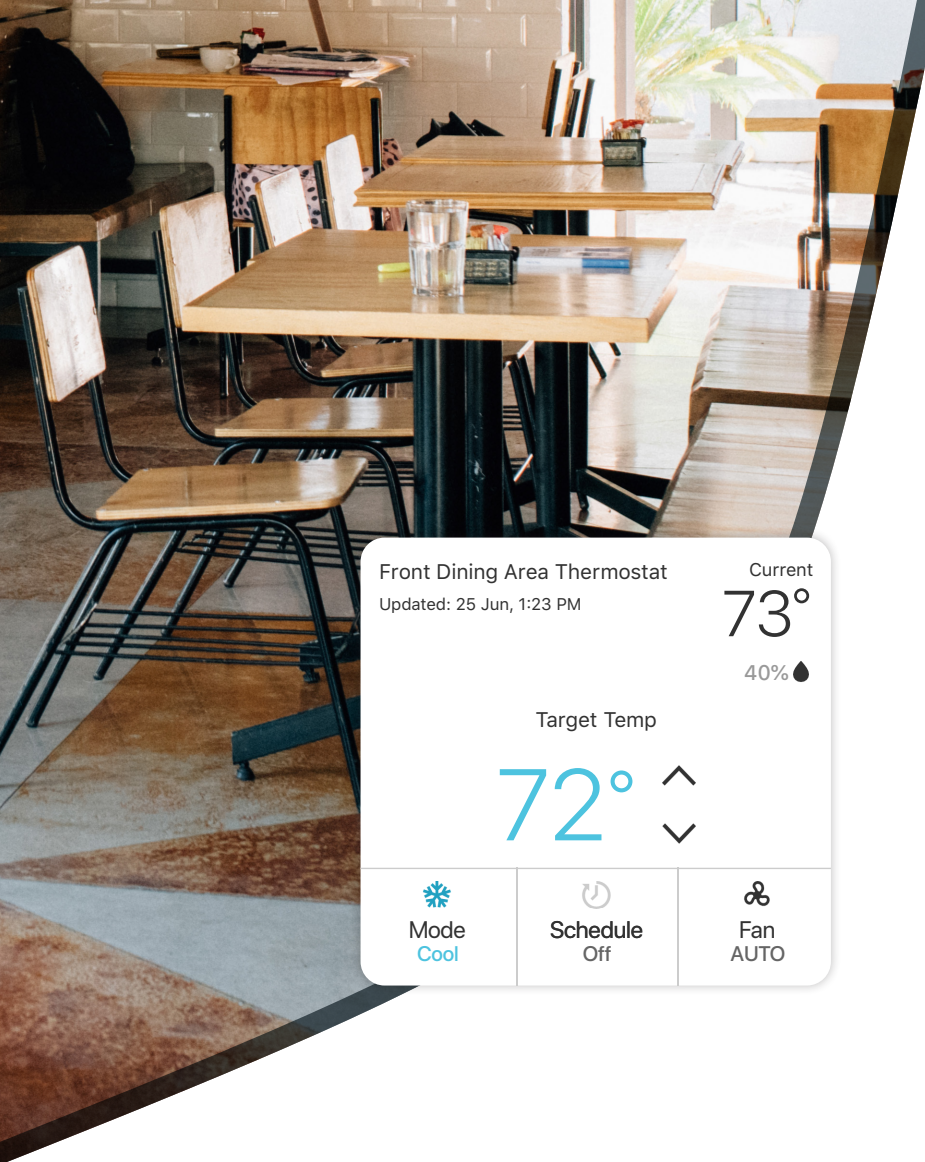 Front Dining Area Thermostat
Updated: 25 Jun, 1:23 PM
Current
73°
40%
Target Temp
72°
Mode
Cool
Schedule
Off
Fan
AUTO